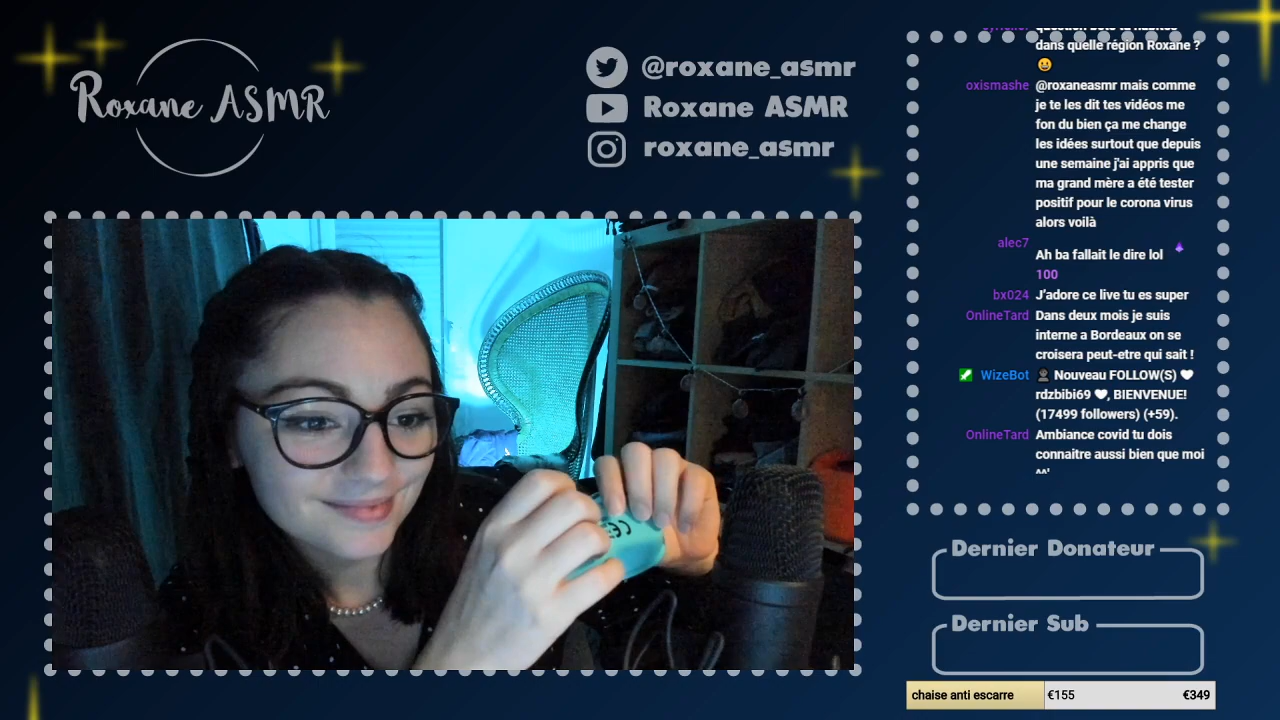 Roxane ASMR
@roxane_asmr
Roxane ASMR
roxane_asmr
dans quelle région Roxane ?
oxismashe @roxaneasmr mais comme
je te les dit tes vidéos me
fon du bien ça me change
les idées surtout que depuis
une semaine j'ai appris que
ma grand mère a été tester
positif pour le corona virus
alors voilà
alec7
Ah ba fallait le dire lol
100
bx024 J'adore ce live tu es super
OnlineTard Dans deux mois je suis
interne a Bordeaux on se
croisera peut-etre qui sait !
WizeBot Nouveau FOLLOW(S)
rdzbibi69, BIENVENUE!
(17499 followers) (+59).
OnlineTard Ambiance covid tu dois
connaitre aussi bien que moi
CE
Dernier Donateur
Dernier Sub
chaise anti escarre €155 €349